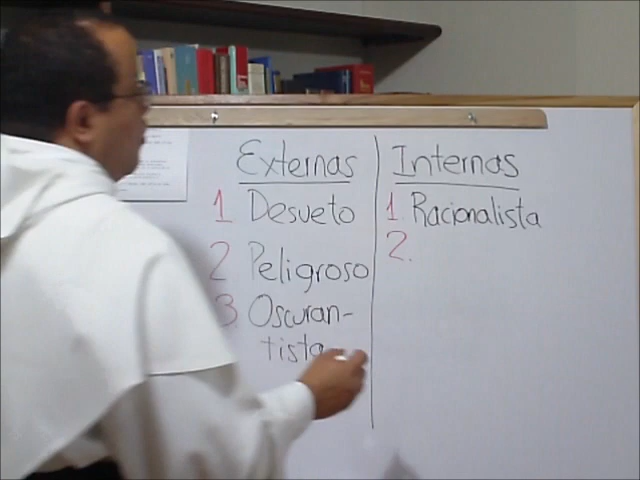 Externas
1 Desueto
2 Peligroso
3. Oscuran-
tista
Internas
1 Racionalista
2.